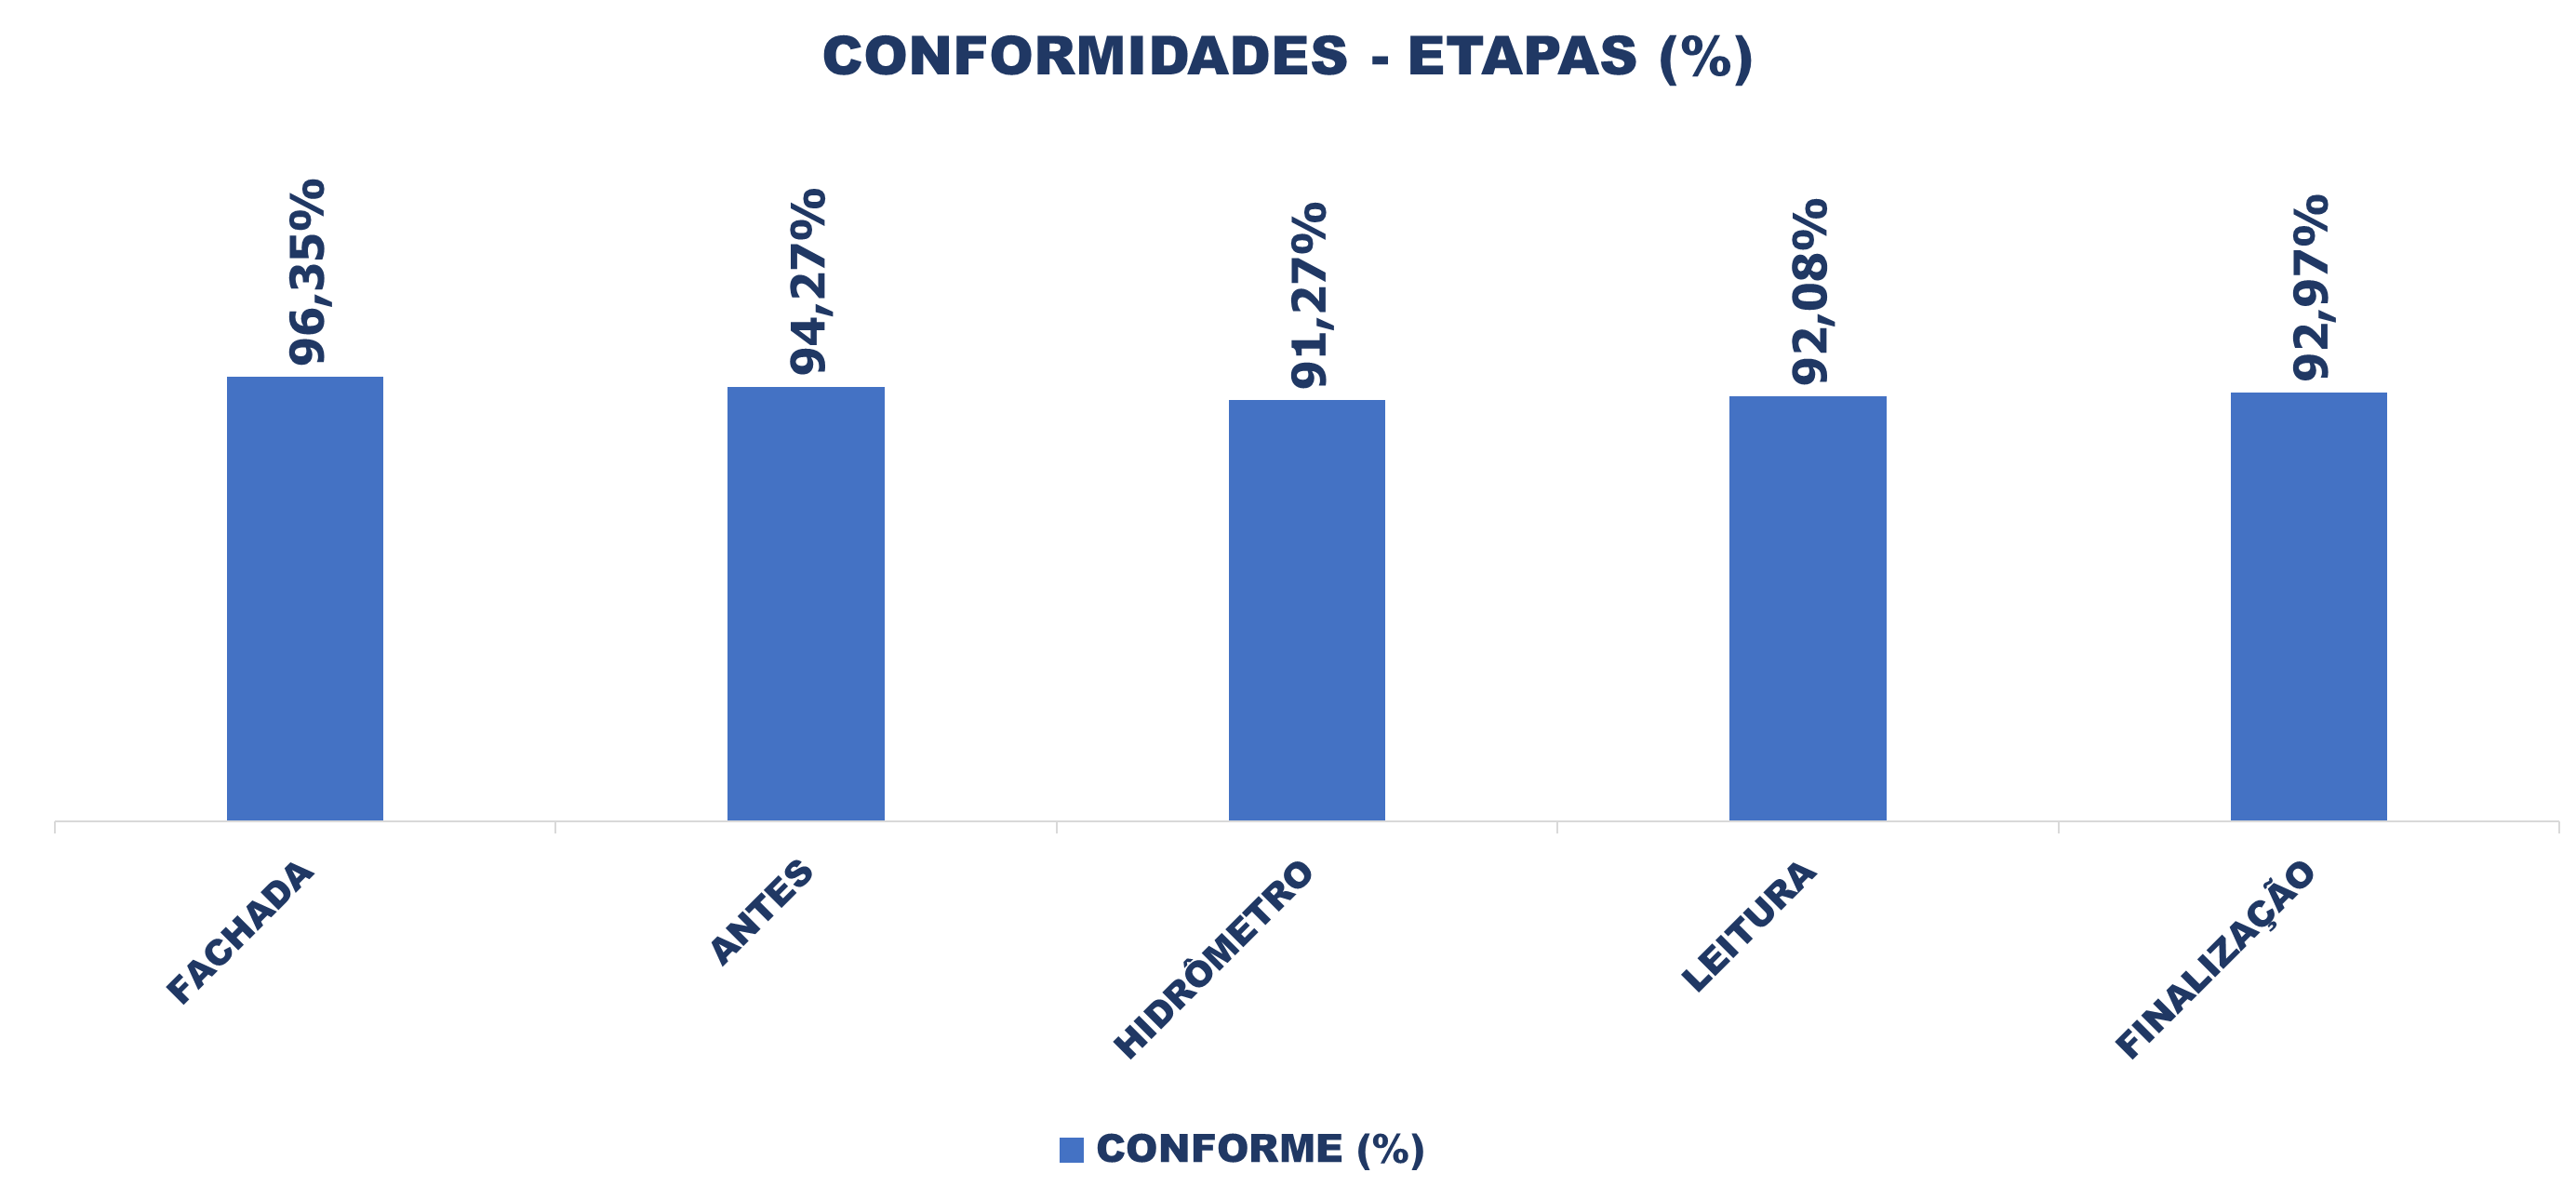 CONFORMIDADES - ETAPAS (%)
96,35%
94,27%
91,27%
92,08%
92,97%
FACHADA
ANTES
HIDRÔMETRO
LEITURA
FINALIZAÇÃO
CONFORME (%)